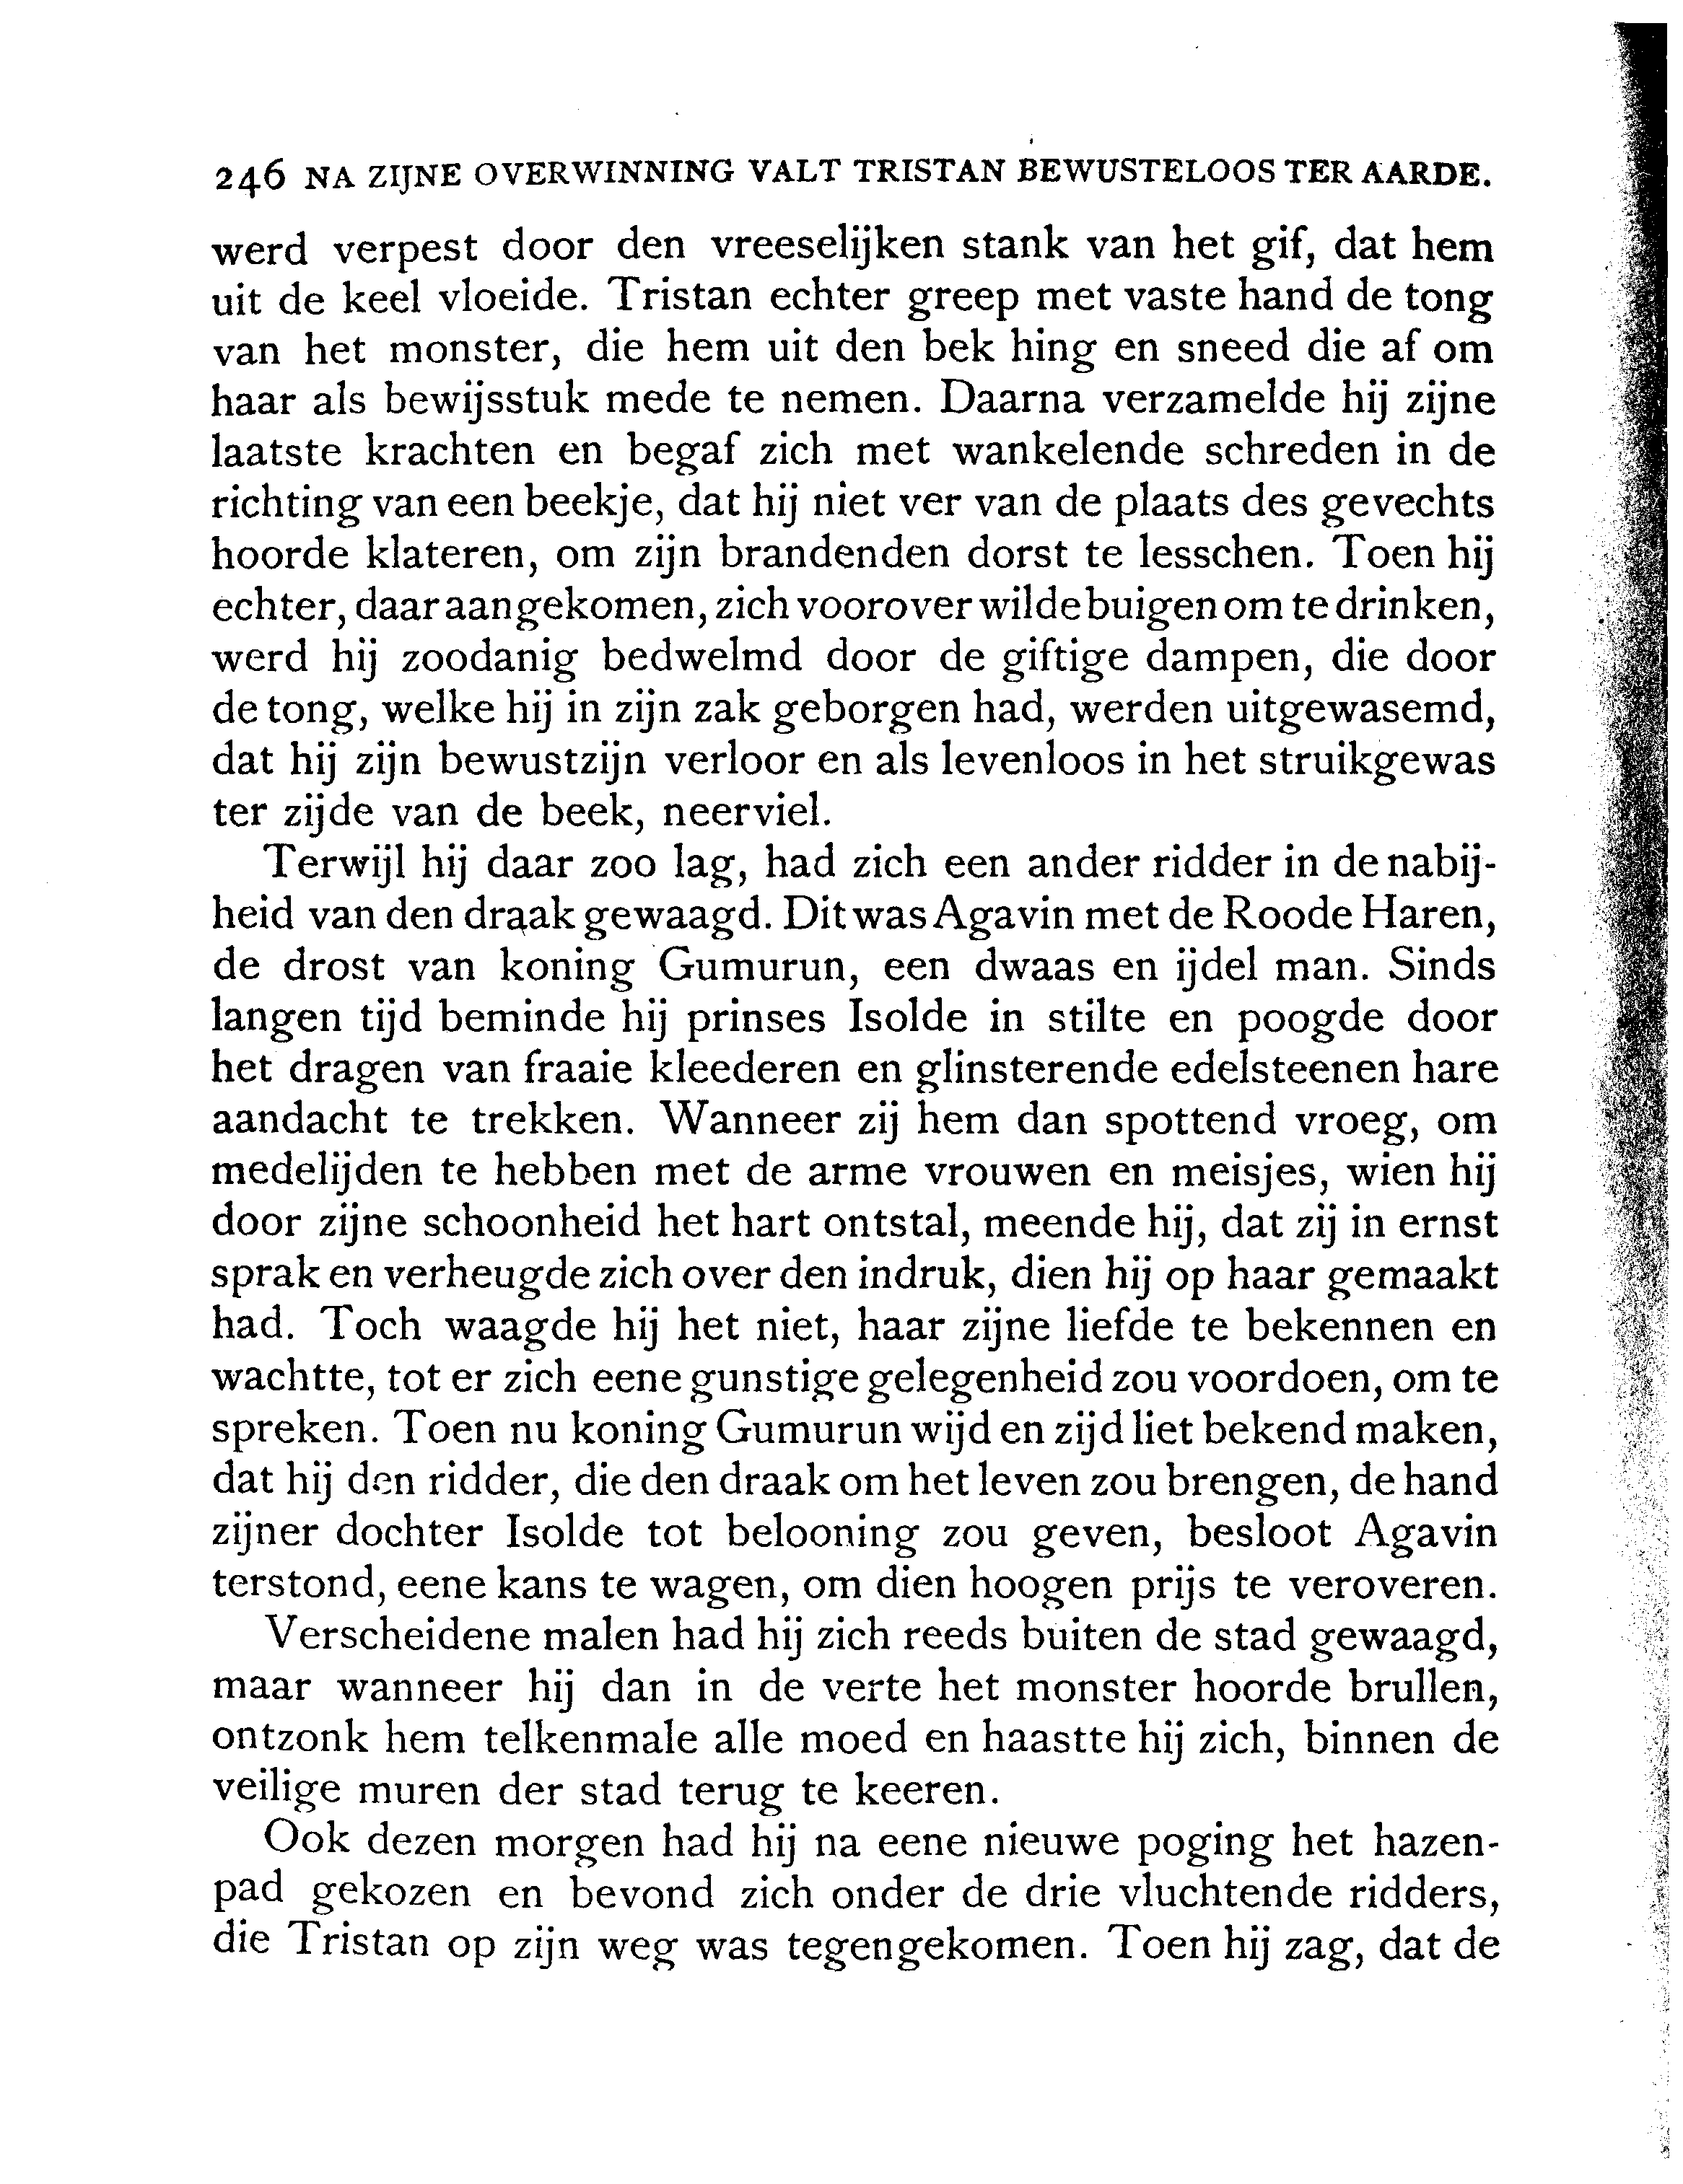 246 NA ZIJNE OVERWINNING VALT TRISTAN BEWUSTELOOS TER AARDE.
werd verpest door den vreeselijken stank van het gif, dat hem
uit de keel vloeide. Tristan echter greep met vaste hand de tong
van het monster, die hem uit den bek hing en sneed die af om
haar als bewijsstuk mede te nemen. Daarna verzamelde hij zijne
laatste krachten en begaf zich met wankelende schreden in de
richting van een beekje, dat hij niet ver van de plaats des gevechts
hoorde klateren, om zijn brandenden dorst te lesschen. Toen hij
echter, daar aangekomen, zich voorover wilde buigen om te drinken,
werd hij zoodanig bedwelmd door de giftige dampen, die door
de tong, welke hij in zijn zak geborgen had, werden uitgewasemd,
dat hij zijn bewustzijn verloor en als levenloos in het struikgewas
ter zijde van de beek, neerviel.
Terwijl hij daar zoo lag, had zich een ander ridder in de nabij-
heid van den draak gewaagd. Dit was Agavin met de Roode Haren,
de drost van koning Gumurun, een dwaas en ijdel man. Sinds
langen tijd beminde hij prinses Isolde in stilte en poogde door
het dragen van fraaie kleederen en glinsterende edelsteenen hare
aandacht te trekken. Wanneer zij hem dan spottend vroeg, om
medelijden te hebben met de arme vrouwen en meisjes, wien hij
door zijne schoonheid het hart ontstal, meende hij, dat zij in ernst
sprak en verheugde zich over den indruk, dien hij op haar gemaakt
had. Toch waagde hij het niet, haar zijne liefde te bekennen en
wachtte, tot er zich eene gunstige gelegenheid zou voordoen, om te
spreken. Toen nu koning Gumurun wijd en zijd liet bekend maken,
dat hij den ridder, die den draak om het leven zou brengen, de hand
zijner dochter Isolde tot belooning zou geven, besloot Agavin
terstond, eene kans te wagen, om dien hoogen prijs te veroveren.
Verscheidene malen had hij zich reeds buiten de stad gewaagd,
maar wanneer hij dan in de verte het monster hoorde brullen,
ontzonk hem telkenmale alle moed en haastte hij zich, binnen de
veilige muren der stad terug te keeren.
Ook dezen morgen had hij na eene nieuwe poging het hazen-
pad gekozen en bevond zich onder de drie vluchtende ridders,
die Tristan op zijn weg was tegengekomen. Toen hij zag, dat de